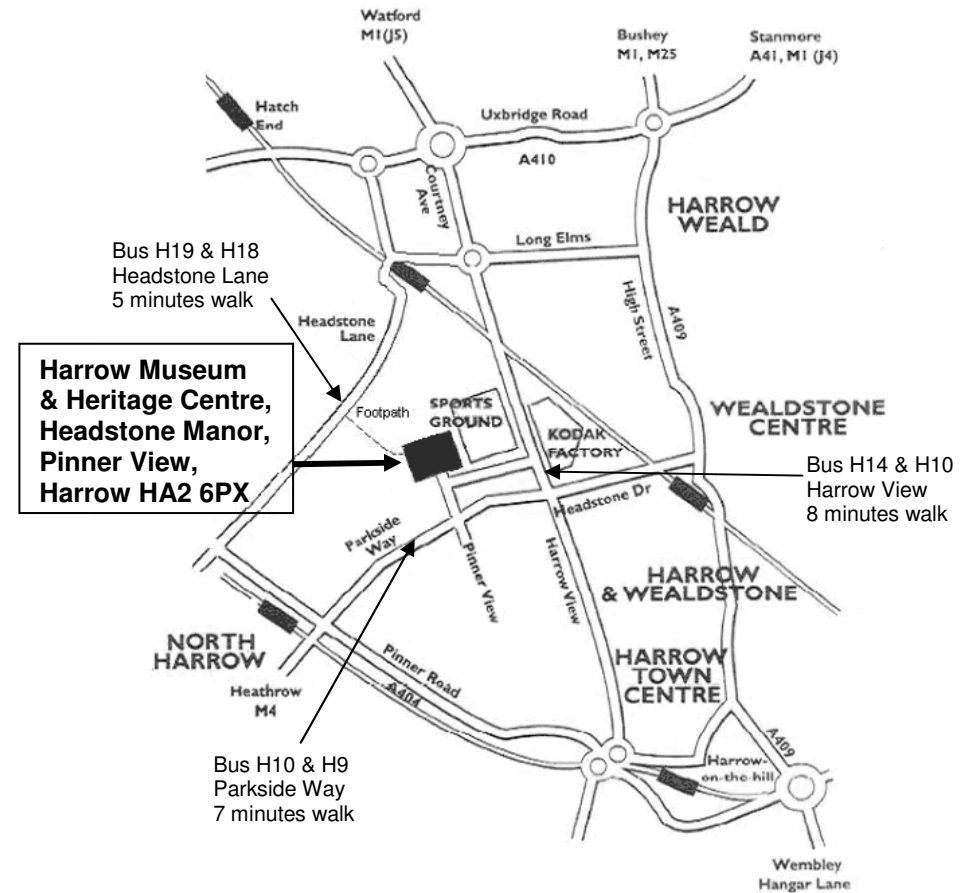 Watford
M1(J5)
Bushey
M1, M25
Stanmore
A41, M1 (J4)
Hatch
End
Uxbridge Road
A410
Courtney
Ave
HARROW
WEALD
Long Elms
Bus H19 & H18
Headstone Lane
5 minutes walk
High Street
A409
Headstone
Lane
Harrow Museum
& Heritage Centre,
Headstone Manor,
Pinner View,
Harrow HA2 6PX
Footpath
SPORTS
GROUND
KODAK
FACTORY
WEALDSTONE
CENTRE
Bus H14 & H10
Harrow View
8 minutes walk
Headstone Dr
Parkside
Way
Pinner View
Harrow View
HARROW
& WEALDSTONE
NORTH
HARROW
Pinner Road
A404
HARROW
TOWN
CENTRE
Heathrow
M4
A409
Harrow-
on-the-hill
Bus H10 & H9
Parkside Way
7 minutes walk
Wembley
Hangar Lane